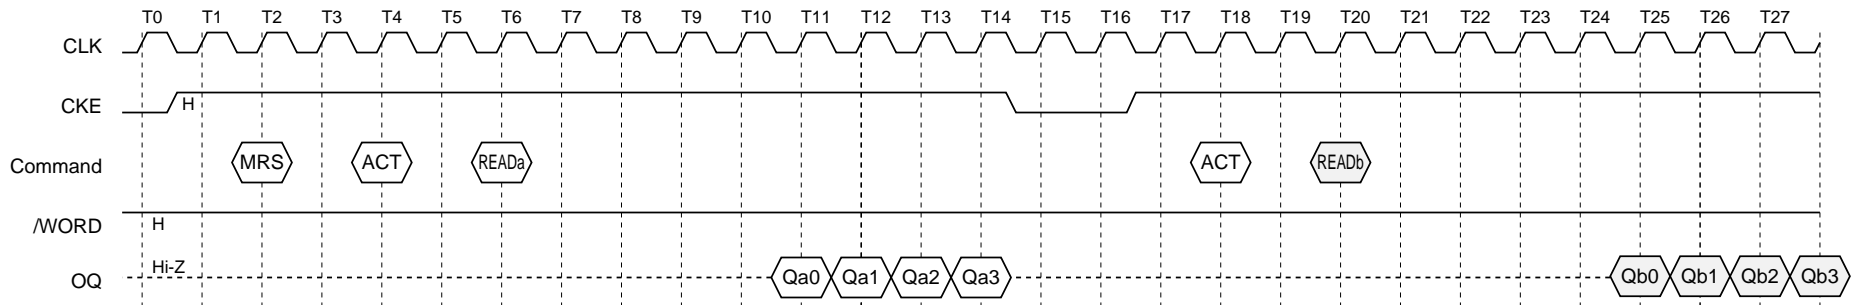 T0 T1 T2 T3 T4 T5 T6 T7 T8 T9 T10 T11 T12 T13 T14 T15 T16 T17 T18 T19 T20 T21 T22 T23 T24 T25 T26 T27
CLK
CKE H
Command MRS ACT READa ACT READb
/WORD H
OQ Hi-Z Qa0 Qa1 Qa2 Qa3 Qb0 Qb1 Qb2 Qb3